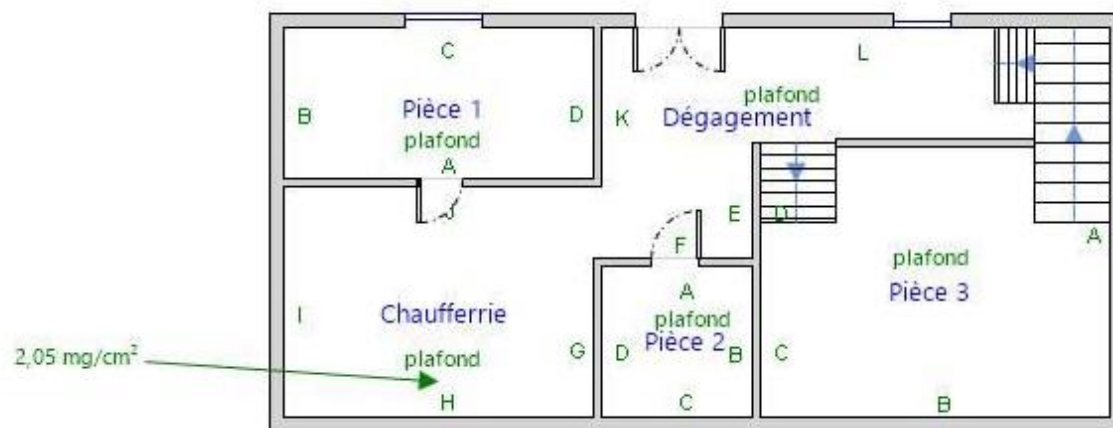 C
L
B
Pièce 1
D
K
plafond
Dégagement
plafond
A
J
E
D
F
A
plafond
A
Pièce 3
I
Chaufferrie
plafond
G
D
Pièce 2
B
C
2,05 mg/cm²
plafond
H
C
B